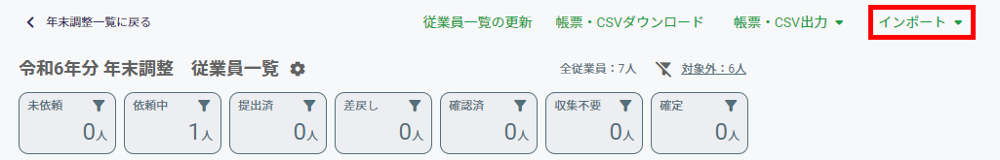 年末調整一覧に戻る 従業員一覧の更新 帳票・CSVダウンロード 帳票・CSV出力 インポート
令和6年分 年末調整　従業員一覧 全従業員：7人 対象外：6人
未依頼 依頼中 提出済 差戻し 確認済 収集不要 確定
0人 1人 0人 0人 0人 0人 0人